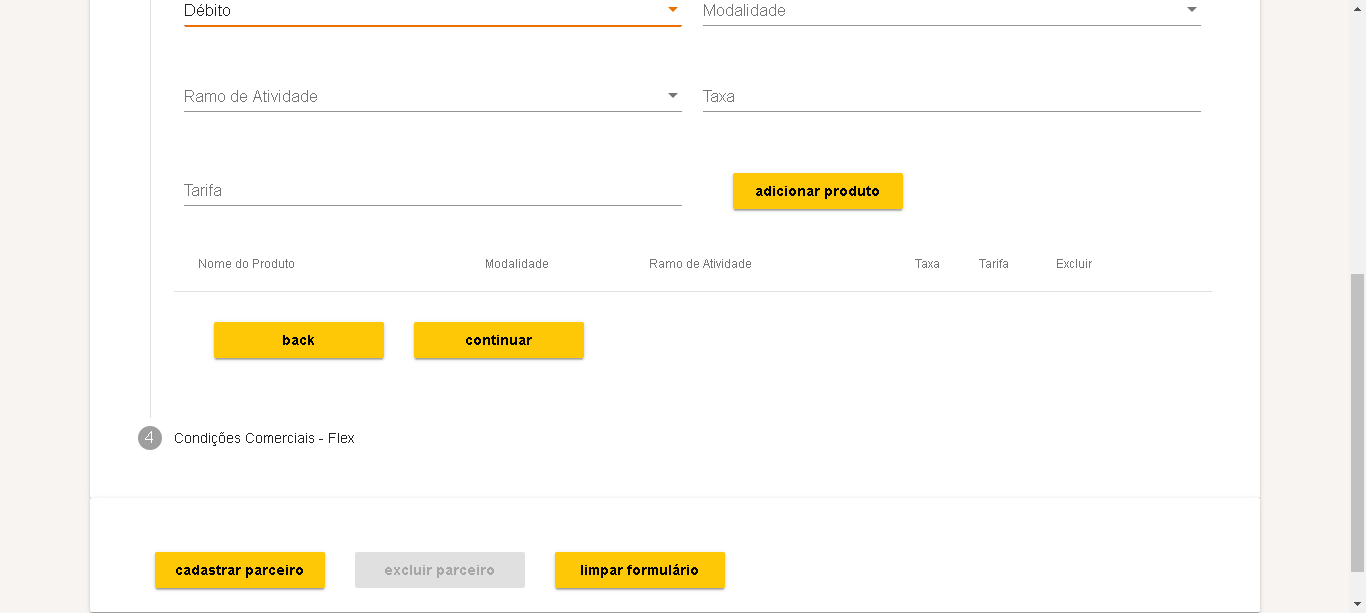 Débito
Modalidade
Ramo de Atividade
Taxa
Tarifa
adicionar produto
Nome do Produto Modalidade Ramo de Atividade Taxa Tarifa Excluir
back
continuar
4 Condições Comerciais - Flex
cadastrar parceiro
excluir parceiro
limpar formulário